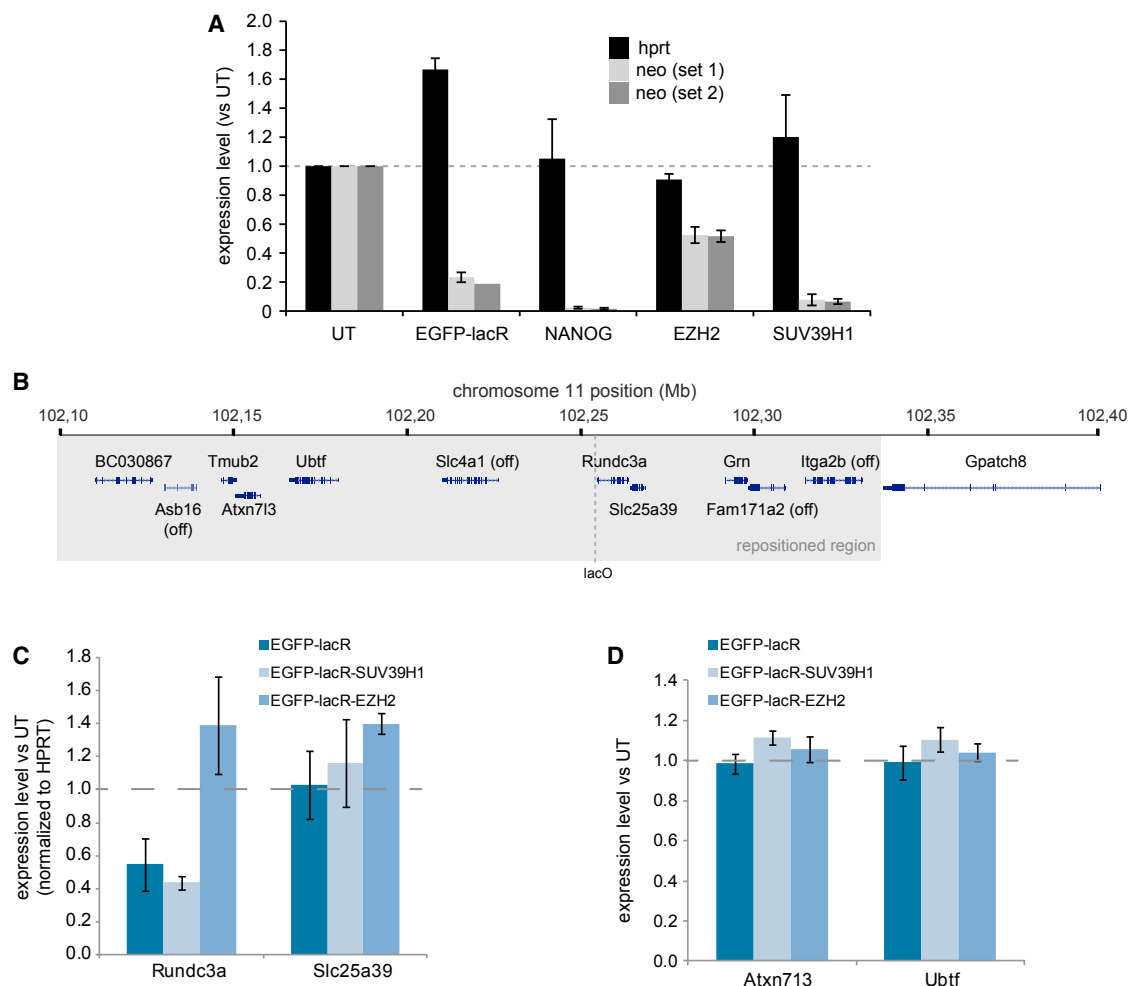 A
expression level (vs UT)
2.0
1.8
1.6
1.4
1.2
1.0
0.8
0.6
0.4
0.2
0
hprt
neo (set 1)
neo (set 2)
UT EGFP-lacR NANOG EZH2 SUV39H1
B
chromosome 11 position (Mb)
102,10 102,15 102,20 102,25 102,30 102,35 102,40
BC030867 Tmub2 Ubtf Slc4a1 (off) Rundc3a Grn Itga2b (off) Gpatch8
Asb16 (off) Atxn7l3 Slc25a39 Fam171a2 (off)
repositioned region
lacO
C
expression level vs UT
(normalized to HPRT)
1.8
1.6
1.4
1.2
1.0
0.8
0.6
0.4
0.2
0.0
EGFP-lacR
EGFP-lacR-SUV39H1
EGFP-lacR-EZH2
Rundc3a Slc25a39
D
expression level vs UT
1.4
1.2
1.0
0.8
0.6
0.4
0.2
0.0
EGFP-lacR
EGFP-lacR-SUV39H1
EGFP-lacR-EZH2
Atxn713 Ubtf